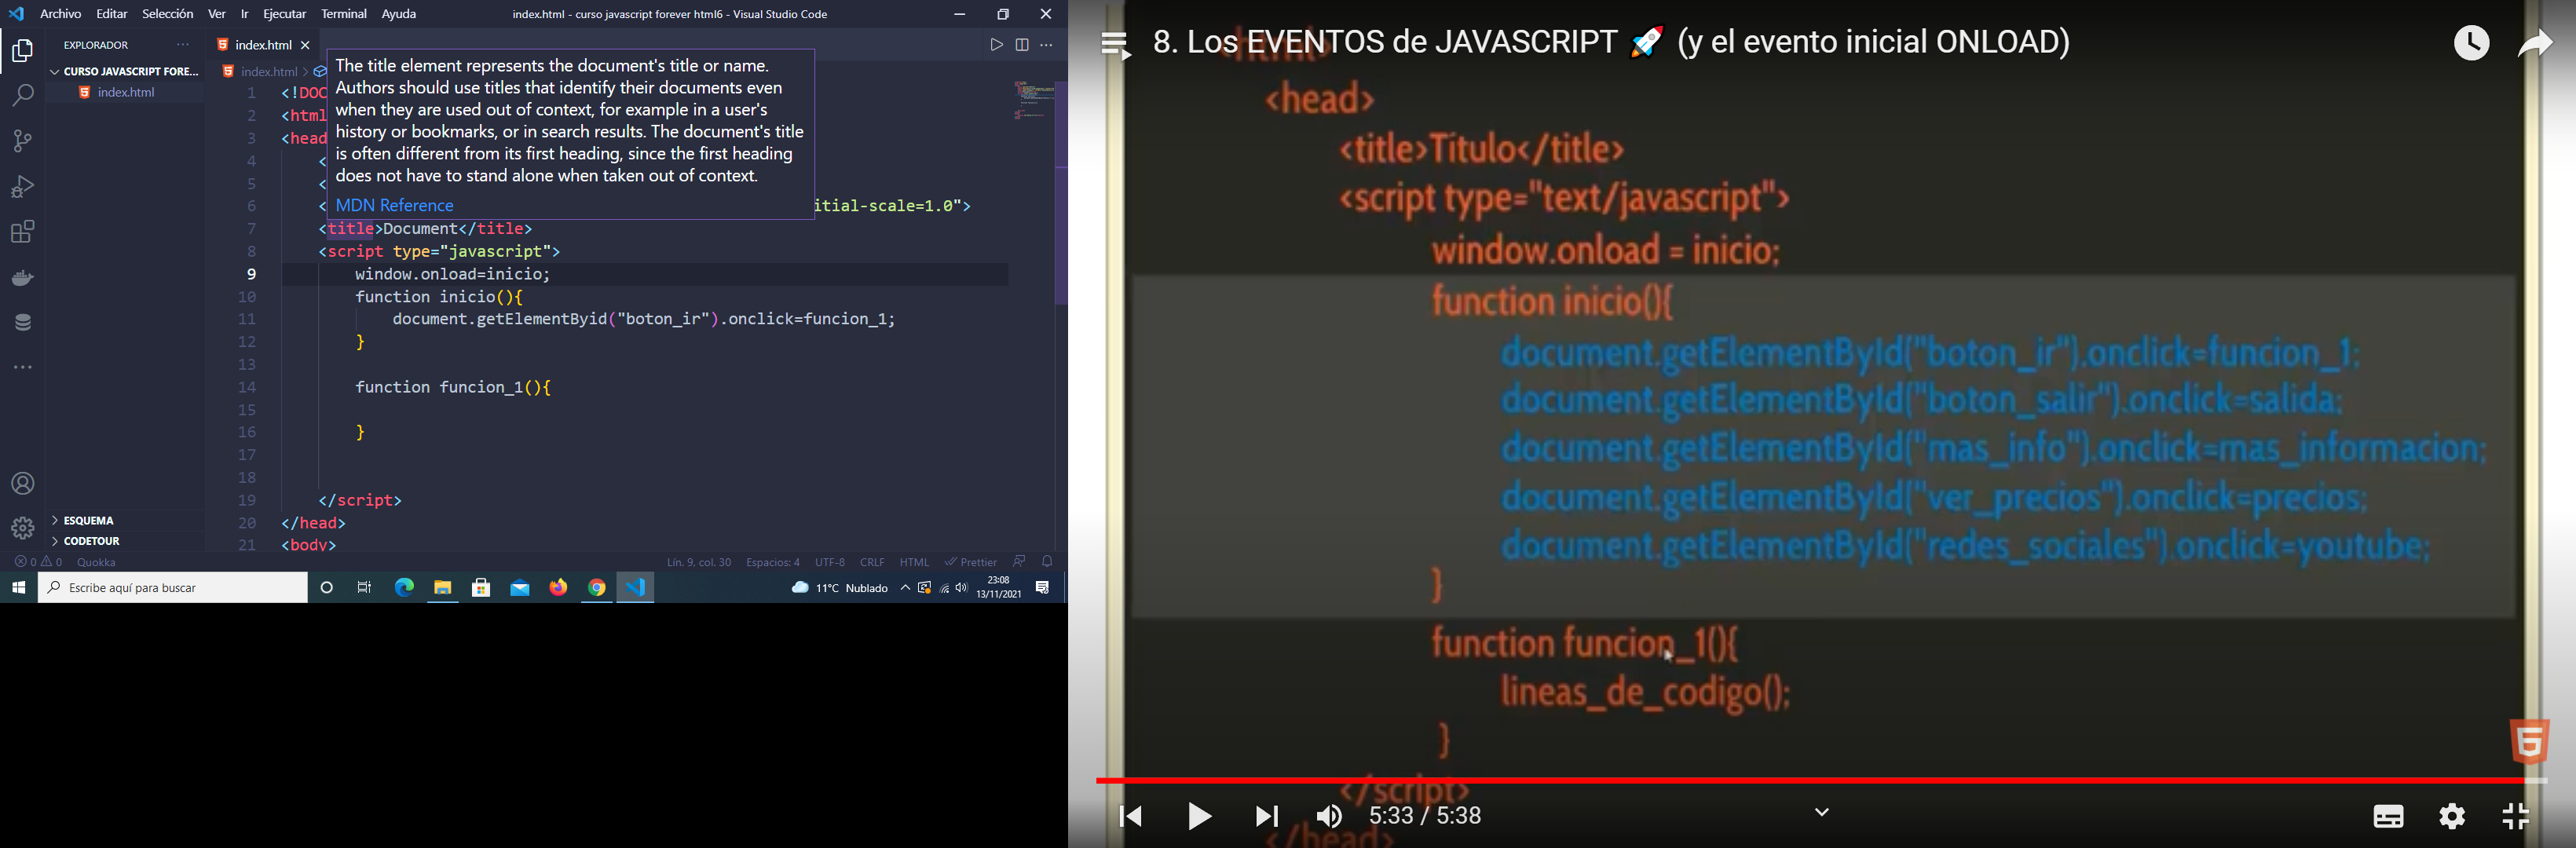 Archivo Editar Selección Ver Ir Ejecutar Terminal Ayuda
index.html - curso javascript forever html6 - Visual Studio Code
EXPLORADOR ...
CURSO JAVASCRIPT FORE...
index.html
ESQUEMA
CODETOUR
index.html
index.html >
The title element represents the document's title or name.
Authors should use titles that identify their documents even
when they are used out of context, for example in a user's
history or bookmarks, or in search results. The document's title
is often different from its first heading, since the first heading
does not have to stand alone when taken out of context.
MDN Reference
1 <!DOC
2 <html
3 <head
4 <
5 <
6 < itial-scale=1.0">
7 <title>Document</title>
8 <script type="javascript">
9 window.onload=inicio;
10 function inicio(){
11 document.getElementByid("boton_ir").onclick=funcion_1;
12 }
13
14 function funcion_1(){
15
16 }
17
18
19 </script>
20 </head>
21 <body>
0 0 Quokka
Lín. 9, col. 30 Espacios: 4 UTF-8 CRLF HTML Prettier
Escribe aquí para buscar
11°C Nublado
23:08
13/11/2021
8. Los EVENTOS de JAVASCRIPT 🚀 (y el evento inicial ONLOAD)
<html>
<head>
<title>Título</title>
<script type="text/javascript">
window.onload = inicio;
function inicio(){
document.getElementById("boton_ir").onclick=funcion_1;
document.getElementById("boton_salir").onclick=salida;
document.getElementById("mas_info").onclick=mas_informacion;
document.getElementById("ver_precios").onclick=precios;
document.getElementById("redes_sociales").onclick=youtube;
}
function funcion_1(){
lineas_de_codigo();
}
</script>
5:33 / 5:38
</head>